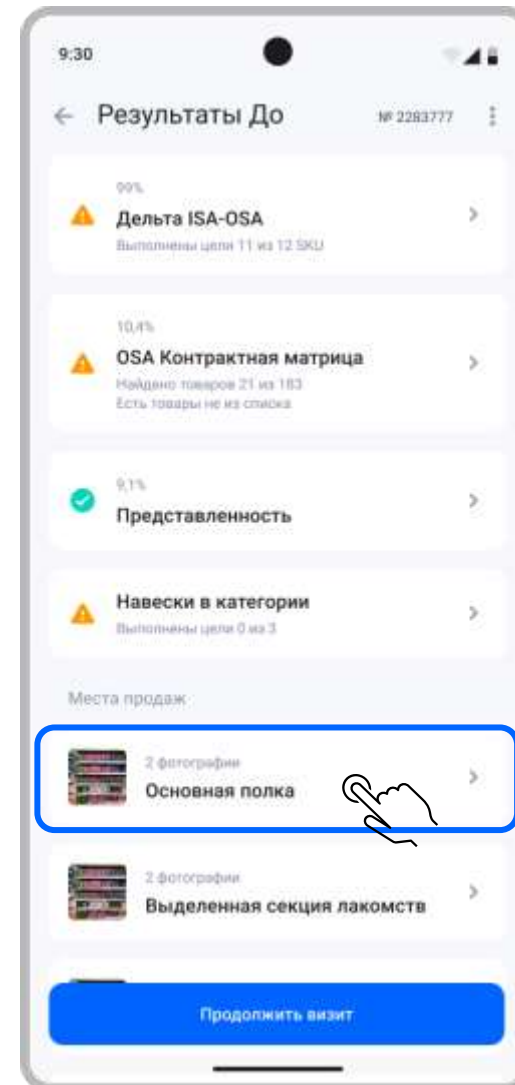 9:30
Результаты До
№ 2283777
99%
Дельта ISA-OSA
Выполнены цели 11 из 12 SKU
10,4%
OSA Контрактная матрица
Найдено товаров 21 из 183
Есть товары не из списка
9,1%
Представленность
Навески в категории
Выполнены цели 0 из 3
Места продаж
2 фотографии
Основная полка
2 фотографии
Выделенная секция лакомств
Продолжить визит